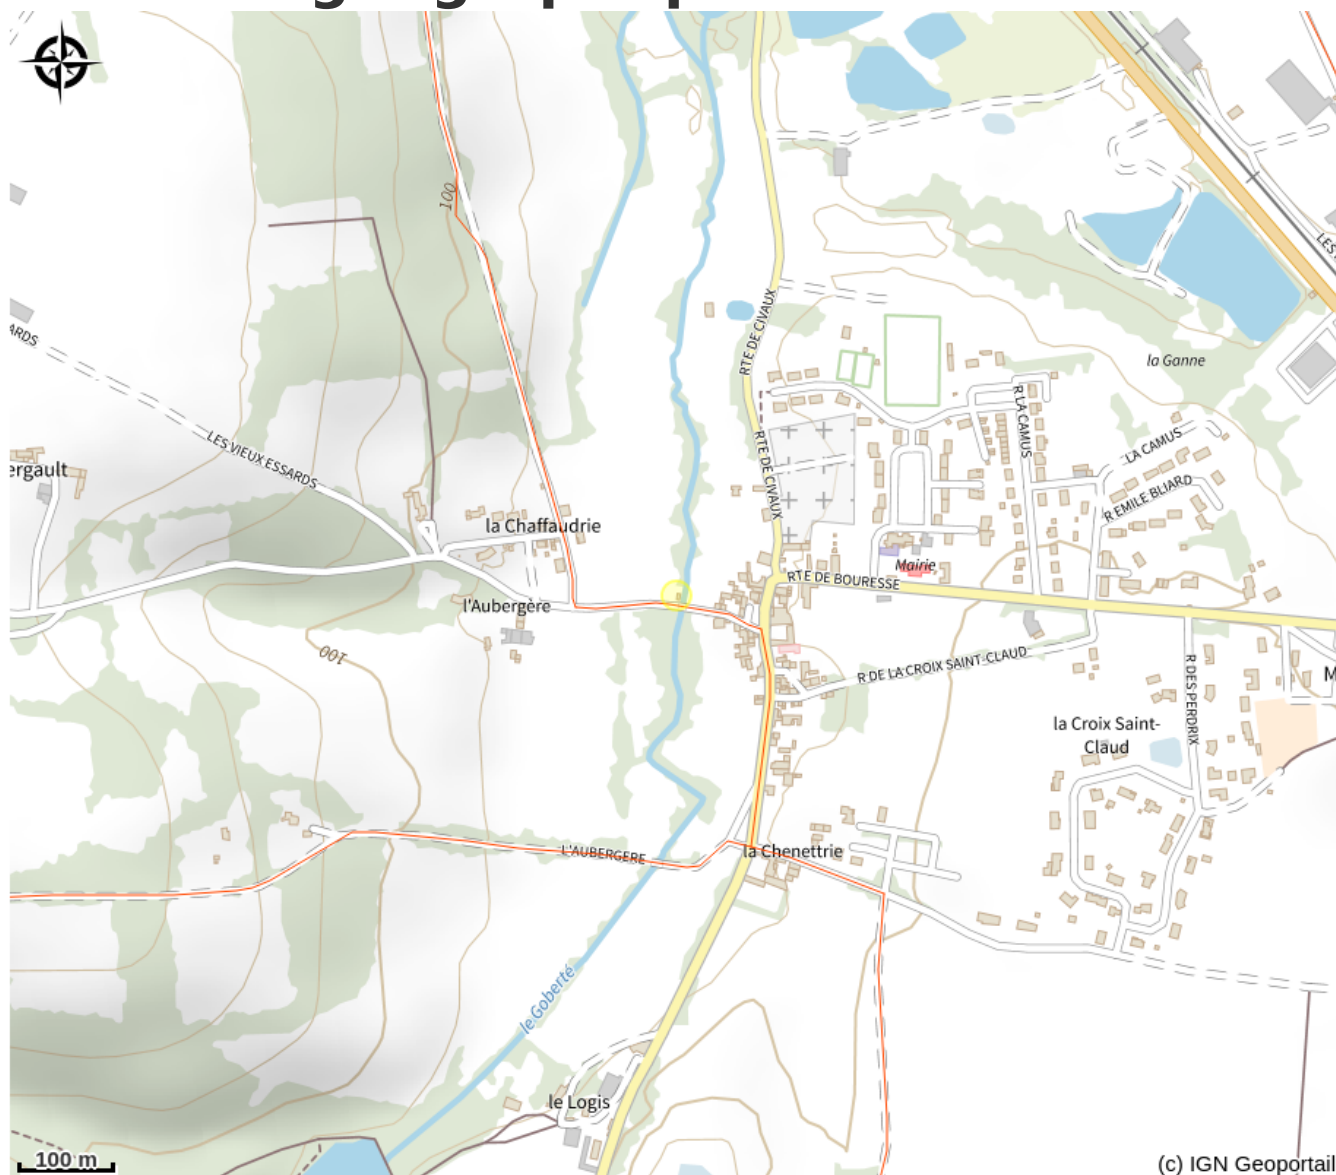 100
RTE DE CIVAUX
LES
ARDS
la Ganne
R LA CAMUS
LES VIEUX ESSARDS
RTE DE CIVAUX
LA CAMUS
ergault
R EMILE BLIARD
la Chaffaudrie
Mairie
RTE DE BOURESSE
l'Aubergère
100
R DE LA CROIX SAINT-CLAUD
R DES PERDRIX
M
la Croix Saint-
Claud
L'AUBERGERE
la Chenettrie
le Goberté
le Logis
100 m
(c) IGN Geoportail